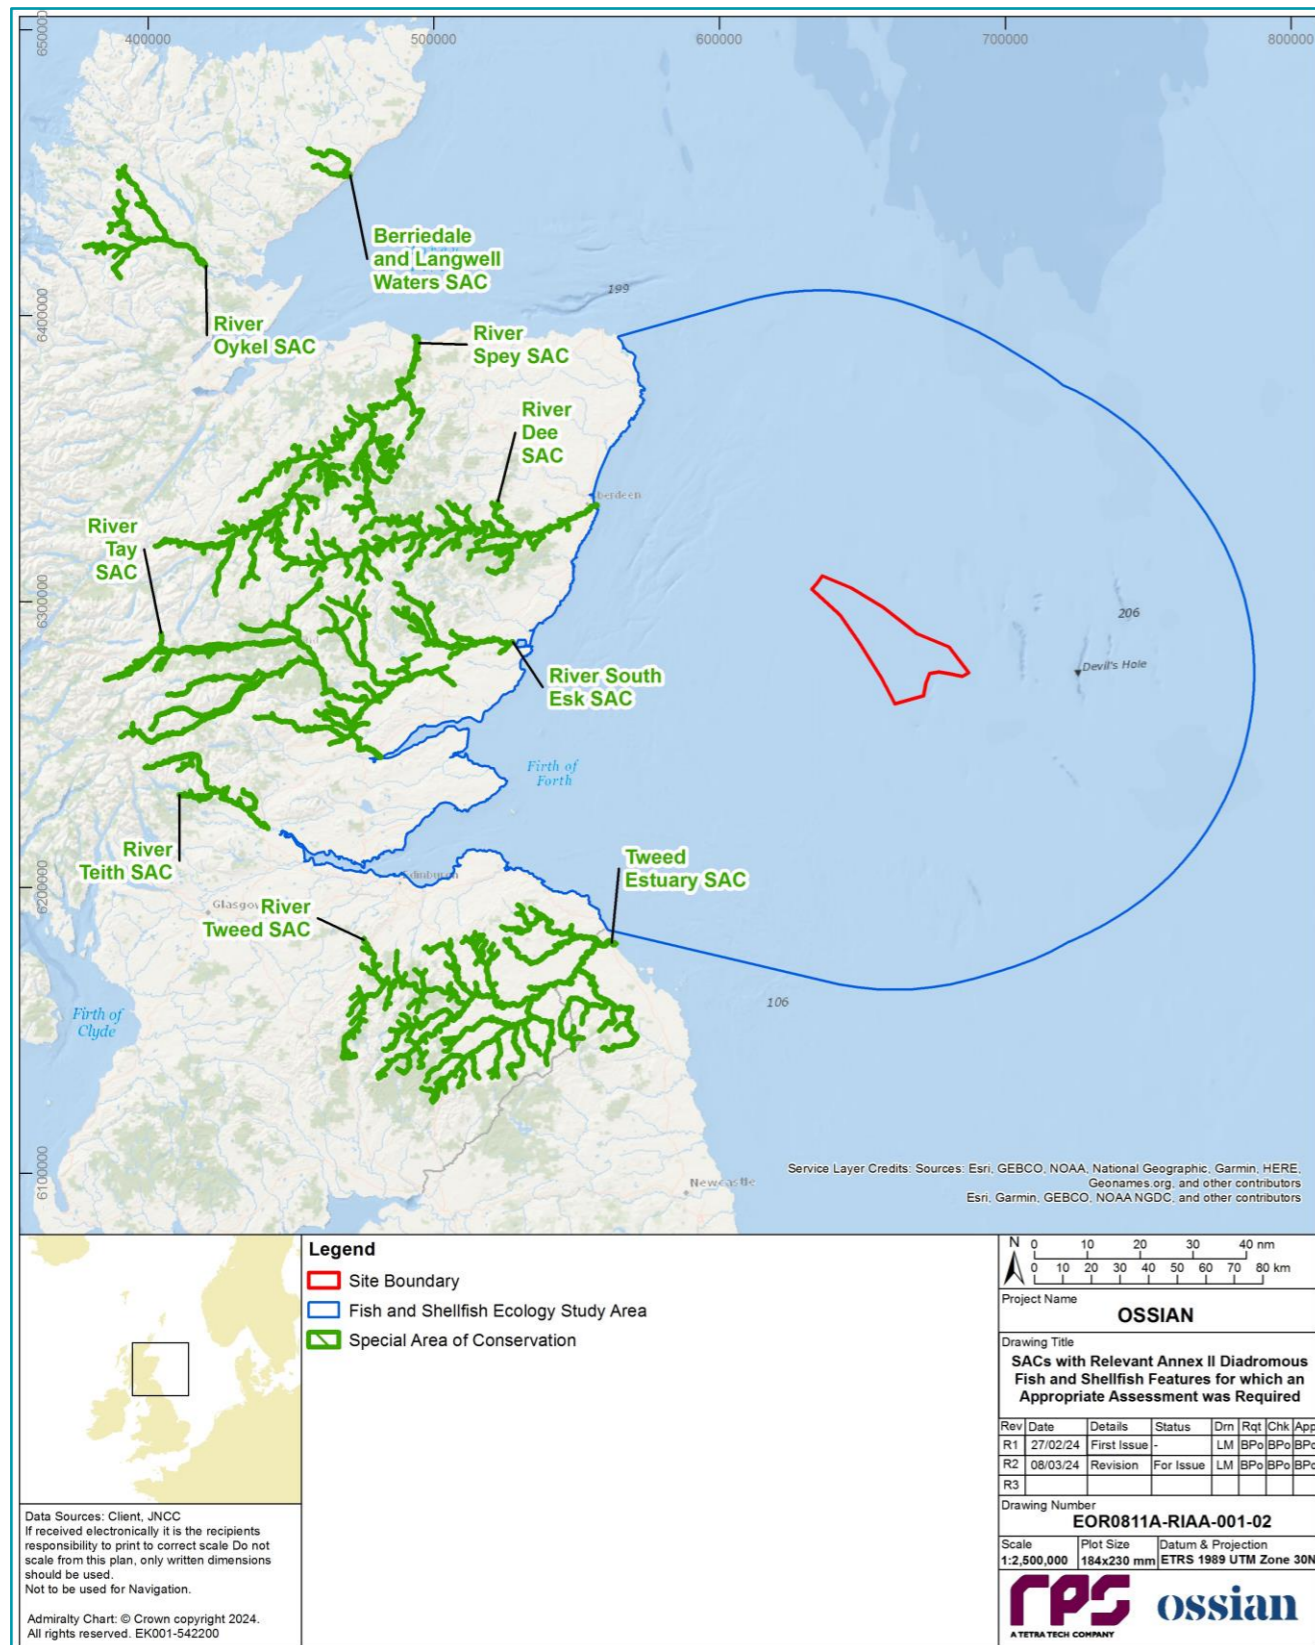 400000
500000
600000
700000
800000
650000
6400000
6300000
6200000
6100000
Berriedale
and Langwell
Waters SAC
199
River
Oykel SAC
River
Spey SAC
River
Dee
SAC
berdeen
River
Tay
SAC
206
Devil's Hole
River South
Esk SAC
Firth of
Forth
River
Teith SAC
Tweed
Estuary SAC
Edinburgh
Glasgow
River
Tweed SAC
106
Firth of
Clyde
Service Layer Credits: Sources: Esri, GEBCO, NOAA, National Geographic, Garmin, HERE,
Geonames.org, and other contributors
Esri, Garmin, GEBCO, NOAA NGDC, and other contributors
Newcastle
Legend
Site Boundary
Fish and Shellfish Ecology Study Area
Special Area of Conservation
N
0 10 20 30 40 nm
0 10 20 30 40 50 60 70 80 km
Project Name
OSSIAN
Drawing Title
SACs with Relevant Annex II Diadromous
Fish and Shellfish Features for which an
Appropriate Assessment was Required
Rev Date Details Status Drn Rqt Chk App
R1 27/02/24 First Issue - LM BPo BPo BPo
R2 08/03/24 Revision For Issue LM BPo BPo BPo
R3
Drawing Number
EOR0811A-RIAA-001-02
Scale Plot Size Datum & Projection
1:2,500,000 184x230 mm ETRS 1989 UTM Zone 30N
rps
A TETRA TECH COMPANY
ossian
Data Sources: Client, JNCC
If received electronically it is the recipients
responsibility to print to correct scale Do not
scale from this plan, only written dimensions
should be used.
Not to be used for Navigation.
Admiralty Chart: © Crown copyright 2024.
All rights reserved. EK001-542200